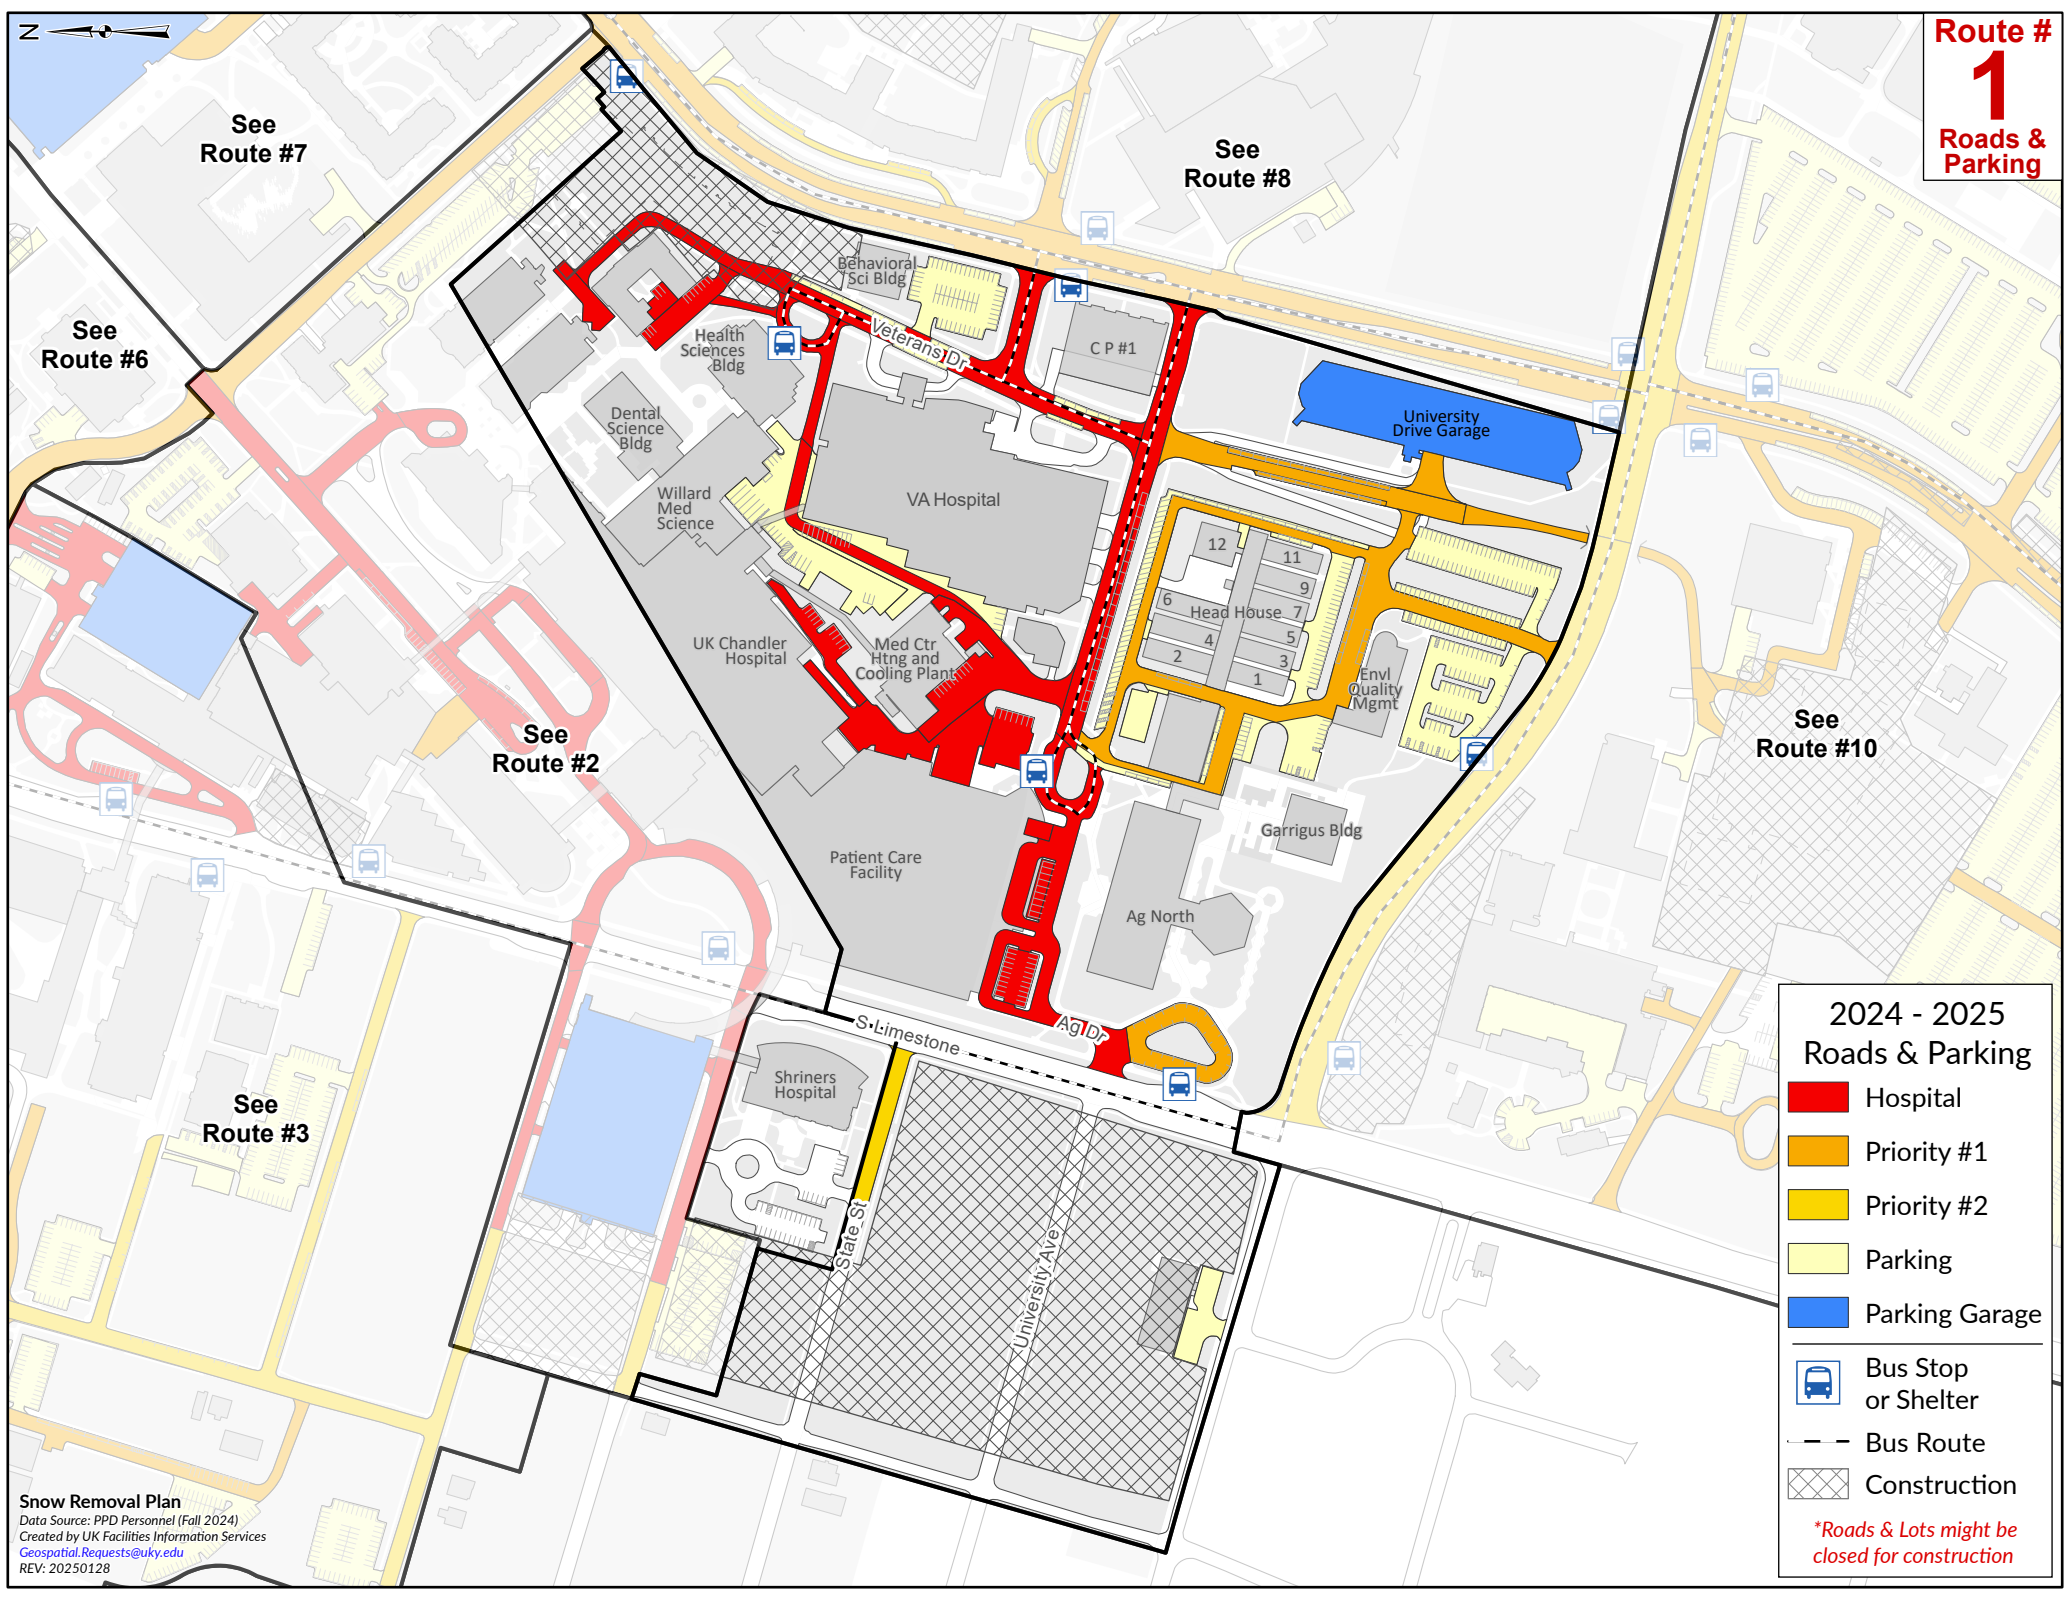 N
Route #
1
Roads &
Parking
See
Route #7
See
Route #8
See
Route #6
Behavioral
Sci Bldg
Health
Sciences
Bldg
Veterans Dr
C P #1
University
Drive Garage
Dental
Science
Bldg
Willard
Med
Science
VA Hospital
12
11
9
6
Head House
7
4
5
2
3
1
UK Chandler
Hospital
Med Ctr
Htng and
Cooling Plant
Envl
Quality
Mgmt
See
Route #2
See
Route #10
Garrigus Bldg
Patient Care
Facility
Ag North
S Limestone
Ag Dr
Shriners
Hospital
See
Route #3
State St
University Ave
2024 - 2025
Roads & Parking
Hospital
Priority #1
Priority #2
Parking
Parking Garage
Bus Stop
or Shelter
Bus Route
Construction
*Roads & Lots might be
closed for construction
Snow Removal Plan
Data Source: PPD Personnel (Fall 2024)
Created by UK Facilities Information Services
Geospatial.Requests@uky.edu
REV: 20250128